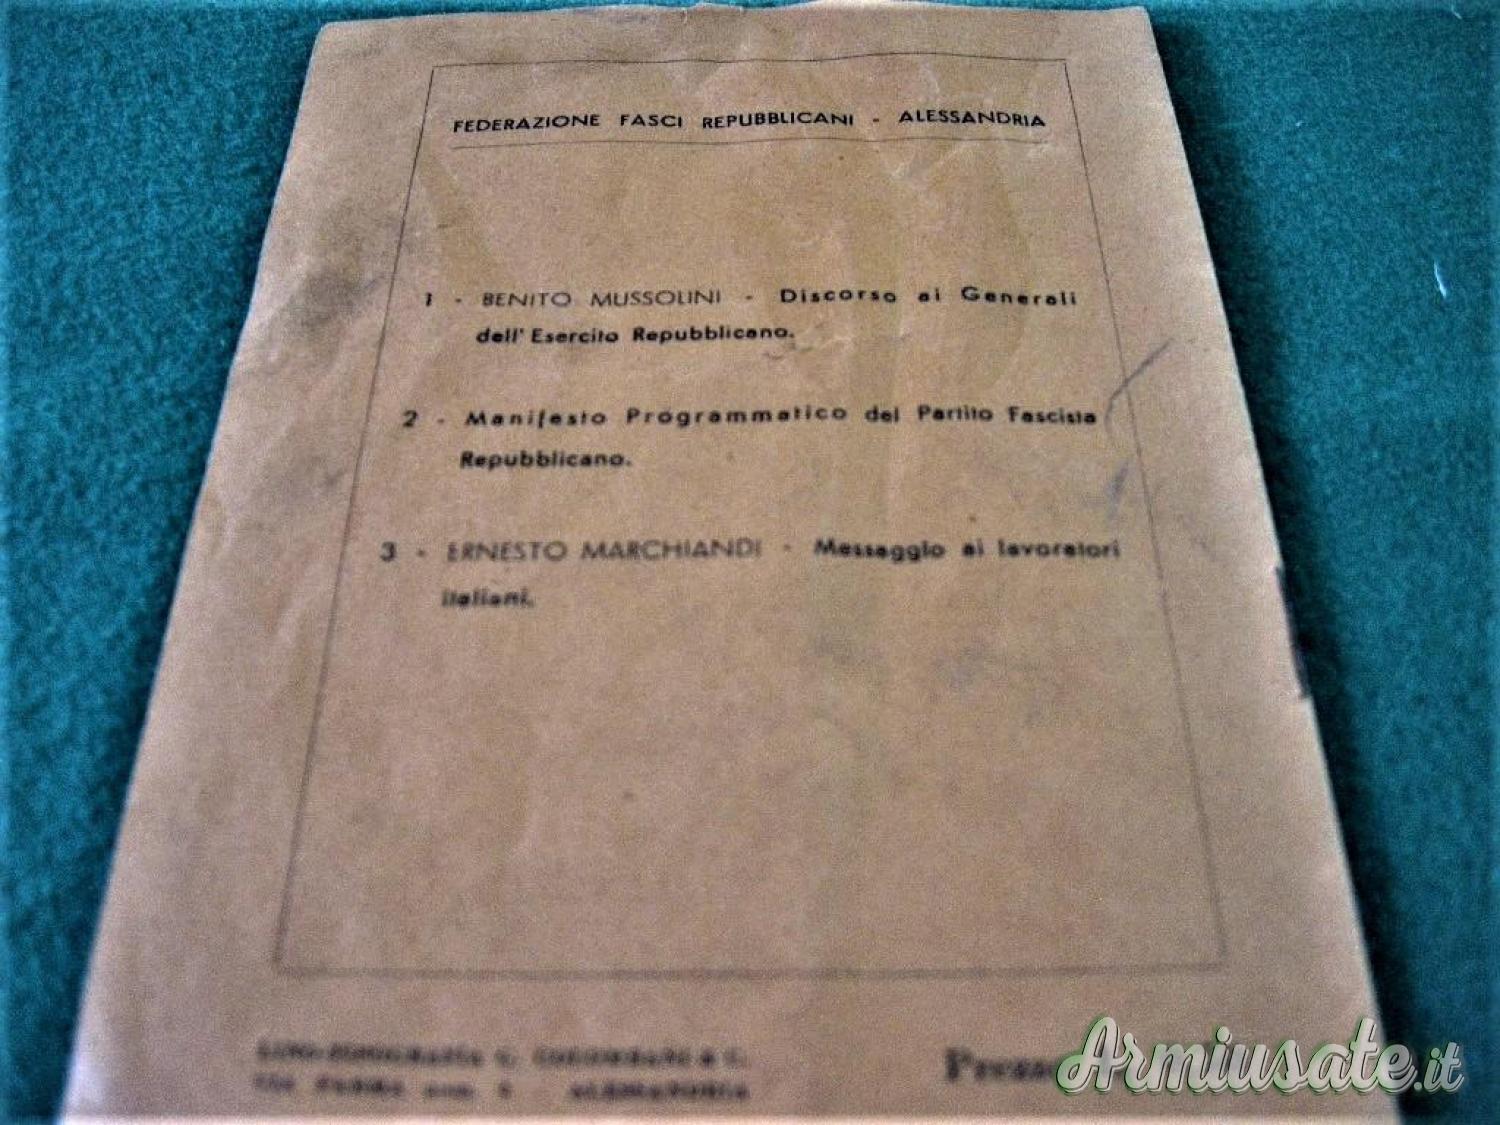 FEDERAZIONE FASCI REPUBBLICANI - ALESSANDRIA
1 - BENITO MUSSOLINI - Discorso ai Generali
dell' Esercito Repubblicano.
2 - Manifesto Programmatico del Partito Fascista
Repubblicano.
3 - ERNESTO MARCHIANDI - Messaggio ai lavoratori
italiani.
ALESSANDRIA
Armiusate.it